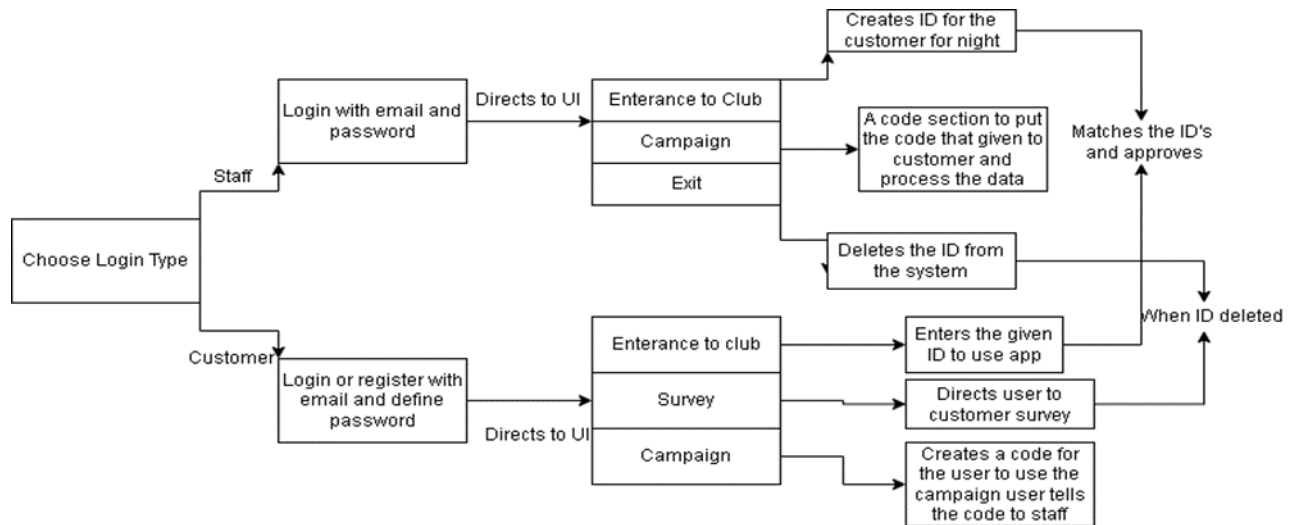 Creates ID for the
customer for night
Login with email and
password
Directs to UI
Enterance to Club
Campaign
Exit
A code section to put
the code that given to
customer and
process the data
Matches the ID's
and approves
Staff
Choose Login Type
Deletes the ID from
the system
When ID deleted
Customer
Login or register with
email and define
password
Directs to UI
Enterance to club
Survey
Campaign
Enters the given
ID to use app
Directs user to
customer survey
Creates a code for
the user to use the
campaign user tells
the code to staff